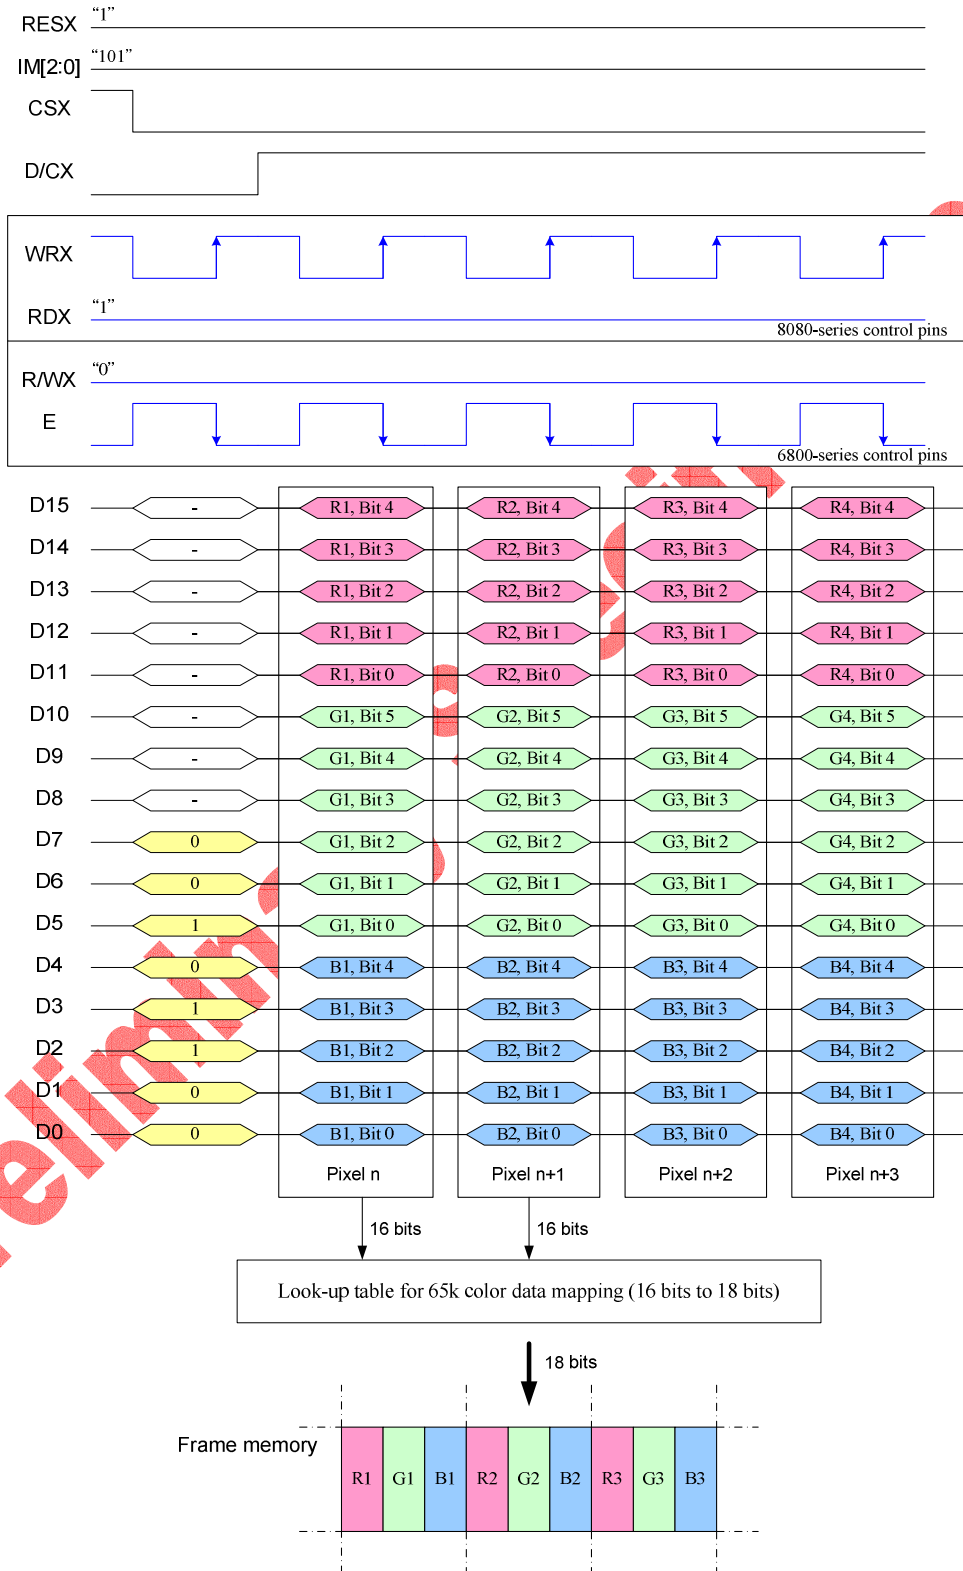 RESX "1"
IM[2:0] "101"
CSX
D/CX
WRX
RDX "1"
8080-series control pins
R/WX "0"
E
6800-series control pins
D15 - R1, Bit 4 R2, Bit 4 R3, Bit 4 R4, Bit 4
D14 - R1, Bit 3 R2, Bit 3 R3, Bit 3 R4, Bit 3
D13 - R1, Bit 2 R2, Bit 2 R3, Bit 2 R4, Bit 2
D12 - R1, Bit 1 R2, Bit 1 R3, Bit 1 R4, Bit 1
D11 - R1, Bit 0 R2, Bit 0 R3, Bit 0 R4, Bit 0
D10 - G1, Bit 5 G2, Bit 5 G3, Bit 5 G4, Bit 5
D9 - G1, Bit 4 G2, Bit 4 G3, Bit 4 G4, Bit 4
D8 - G1, Bit 3 G2, Bit 3 G3, Bit 3 G4, Bit 3
D7 0 G1, Bit 2 G2, Bit 2 G3, Bit 2 G4, Bit 2
D6 0 G1, Bit 1 G2, Bit 1 G3, Bit 1 G4, Bit 1
D5 1 G1, Bit 0 G2, Bit 0 G3, Bit 0 G4, Bit 0
D4 0 B1, Bit 4 B2, Bit 4 B3, Bit 4 B4, Bit 4
D3 1 B1, Bit 3 B2, Bit 3 B3, Bit 3 B4, Bit 3
D2 1 B1, Bit 2 B2, Bit 2 B3, Bit 2 B4, Bit 2
D1 0 B1, Bit 1 B2, Bit 1 B3, Bit 1 B4, Bit 1
D0 0 B1, Bit 0 B2, Bit 0 B3, Bit 0 B4, Bit 0
Pixel n Pixel n+1 Pixel n+2 Pixel n+3
16 bits 16 bits
Look-up table for 65k color data mapping (16 bits to 18 bits)
18 bits
Frame memory
R1 G1 B1 R2 G2 B2 R3 G3 B3